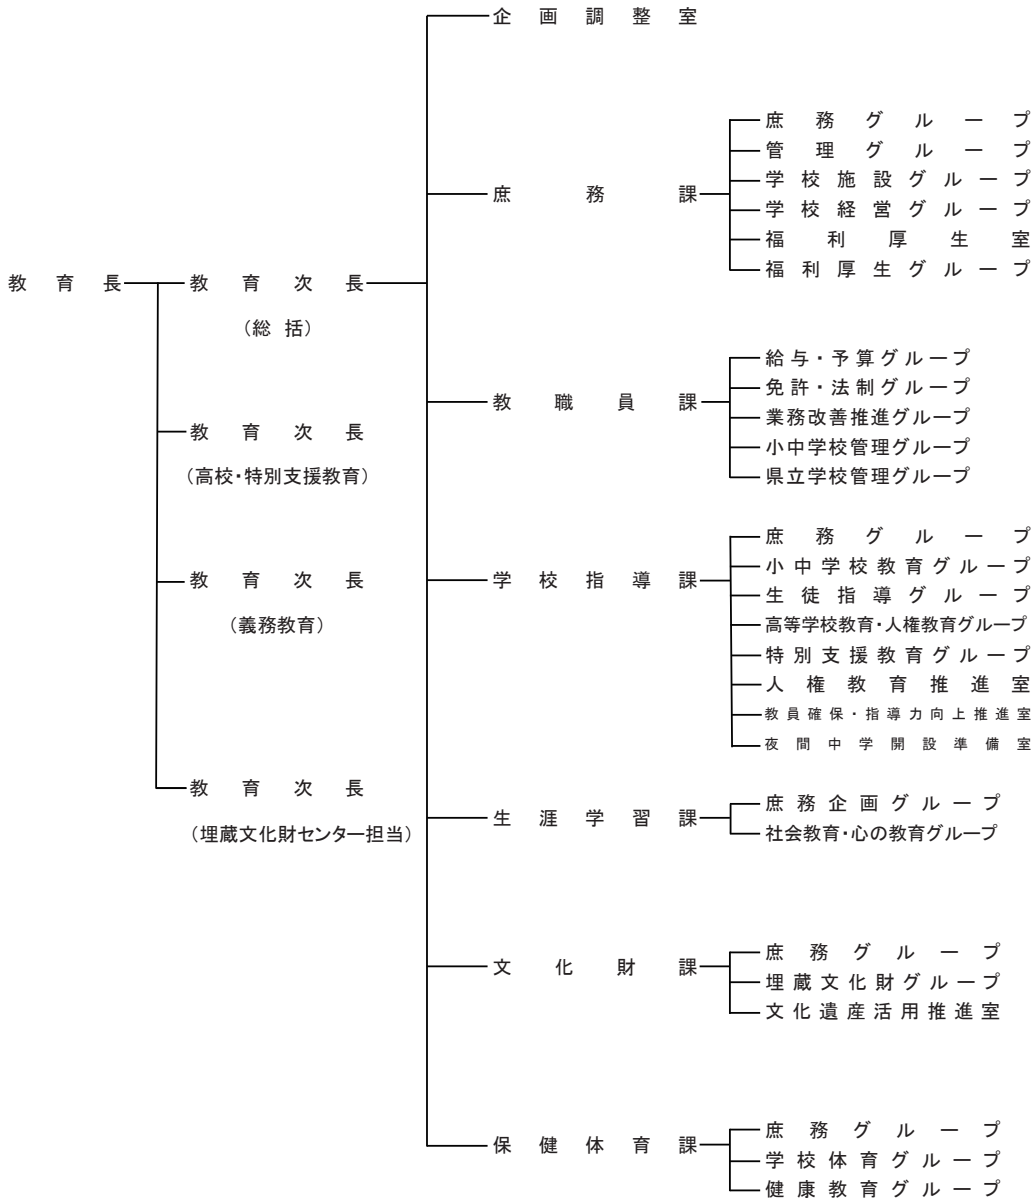 企画調整室
庶務グループ
管理グループ
学校施設グループ
庶務課
学校経営グループ
福利厚生室
福利厚生グループ
教育長
教育次長
（総括）
給与・予算グループ
免許・法制グループ
教職員課
業務改善推進グループ
小中学校管理グループ
県立学校管理グループ
教育次長
（高校・特別支援教育）
庶務グループ
小中学校教育グループ
学校指導課
生徒指導グループ
高等学校教育・人権教育グループ
特別支援教育グループ
人権教育推進室
教員確保・指導力向上推進室
夜間中学開設準備室
教育次長
（義務教育）
教育次長
（埋蔵文化財センター担当）
生涯学習課
庶務企画グループ
社会教育・心の教育グループ
文化財課
庶務グループ
埋蔵文化財グループ
文化遺産活用推進室
保健体育課
庶務グループ
学校体育グループ
健康教育グループ